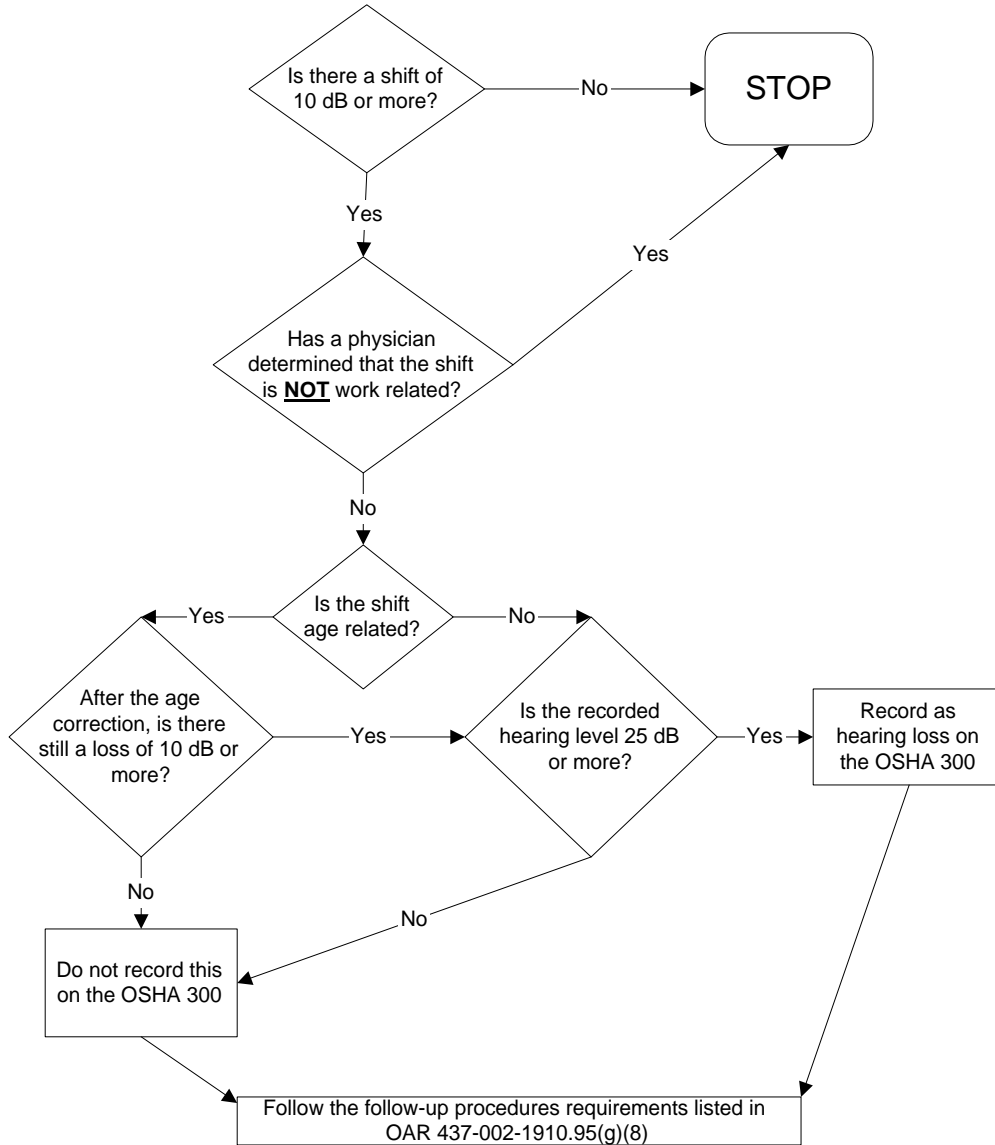 Is there a shift of
10 dB or more?
No
STOP
Yes
Yes
Has a physician
determined that the shift
is NOT work related?
No
Is the shift
age related?
Yes
No
After the age
correction, is there
still a loss of 10 dB or
more?
Yes
Is the recorded
hearing level 25 dB
or more?
Yes
Record as
hearing loss on
the OSHA 300
No
No
Do not record this
on the OSHA 300
Follow the follow-up procedures requirements listed in
OAR 437-002-1910.95(g)(8)